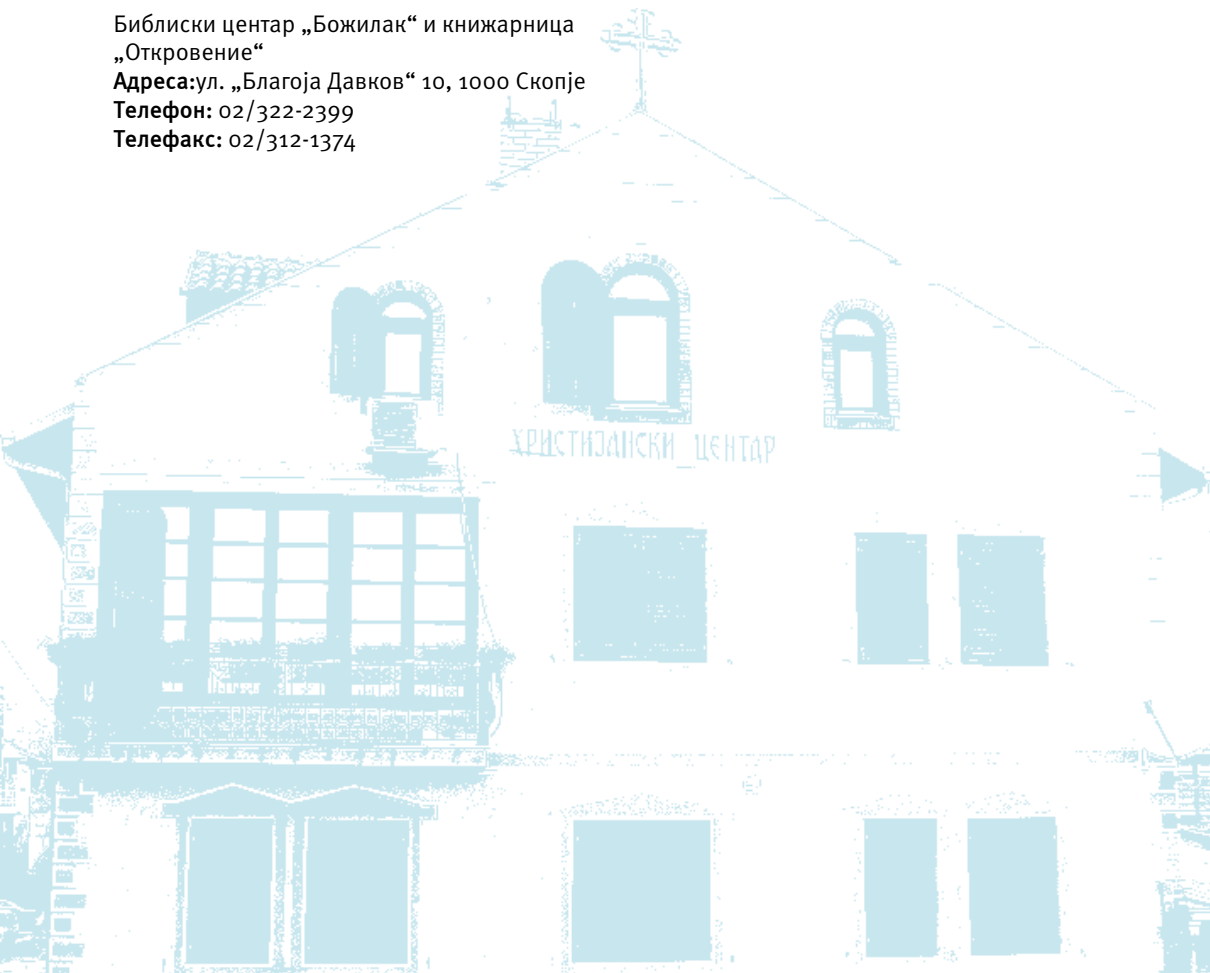 Библиски центар „Божилак“ и книжарница
„Откровение“
Адреса:ул. „Благоја Давков“ 10, 1000 Скопје
Телефон: 02/322-2399
Телефакс: 02/312-1374
ХРИСТИЈАНСКИ ЦЕНТАР